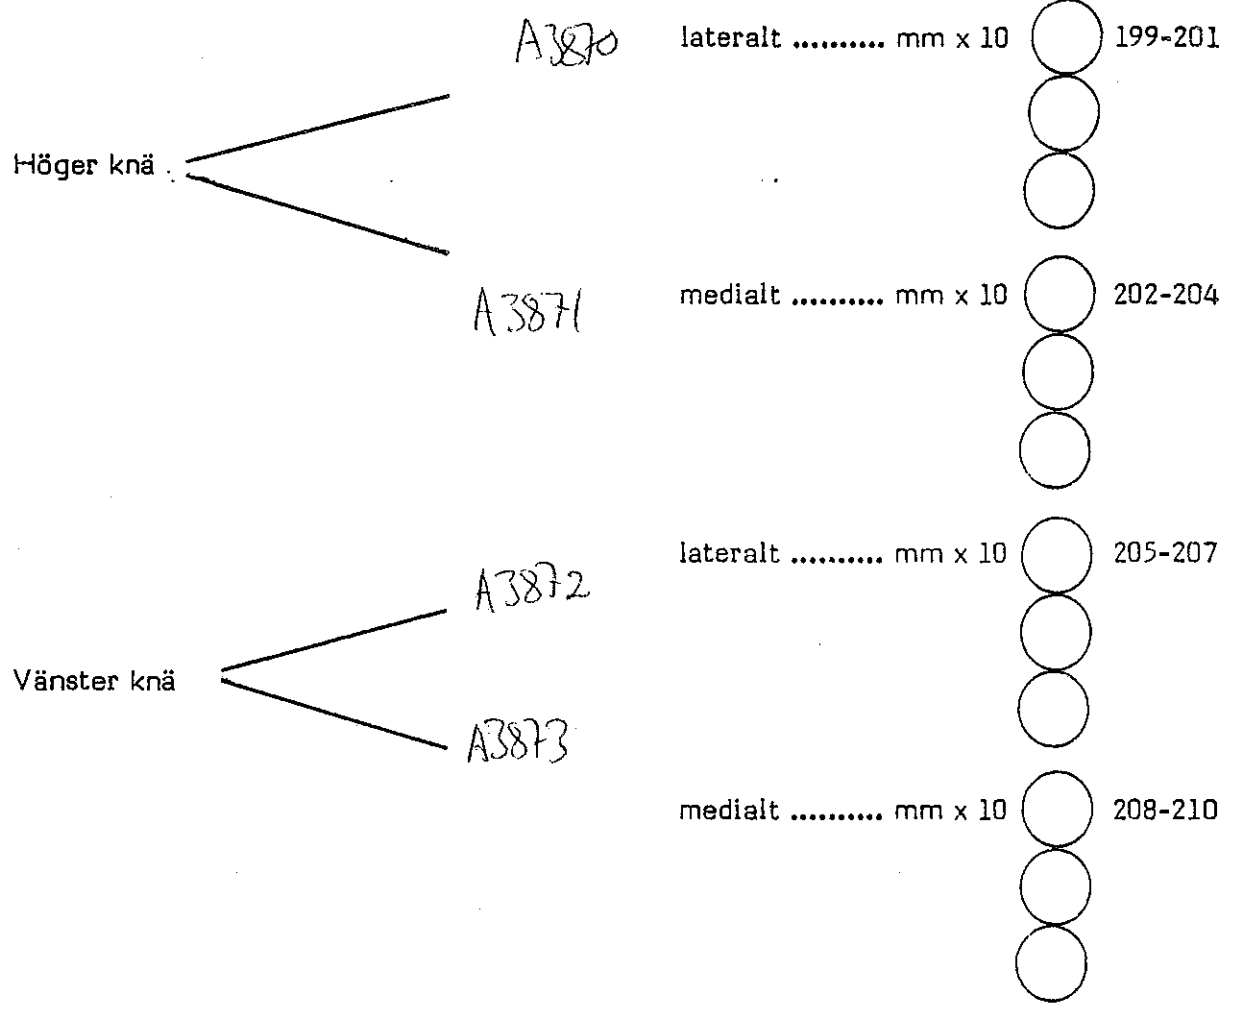 A3870 lateralt .......... mm x 10 199-201
Höger knä
A3871 medialt .......... mm x 10 202-204
lateralt .......... mm x 10 205-207
A3872
Vänster knä
A3873
medialt .......... mm x 10 208-210